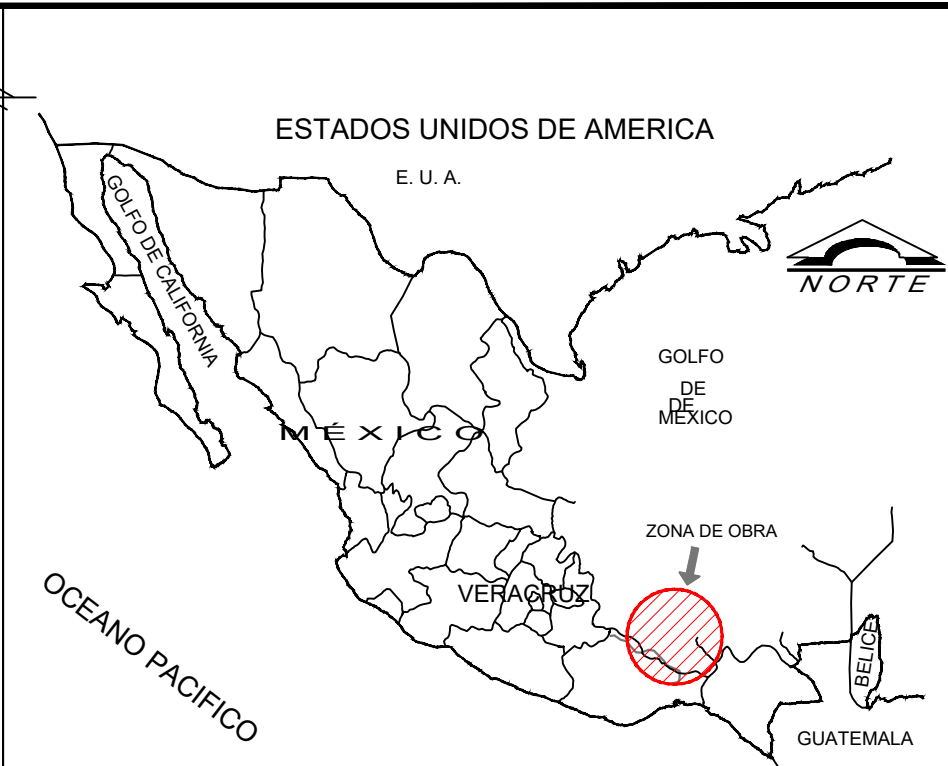 ESTADOS UNIDOS DE AMERICA
E. U. A.
GOLFO DE CALIFORNIA
NORTE
GOLFO
DE
DE
MEXICO
MÉXICO
ZONA DE OBRA
VERACRUZ
OCEANO PACIFICO
BELICE
GUATEMALA